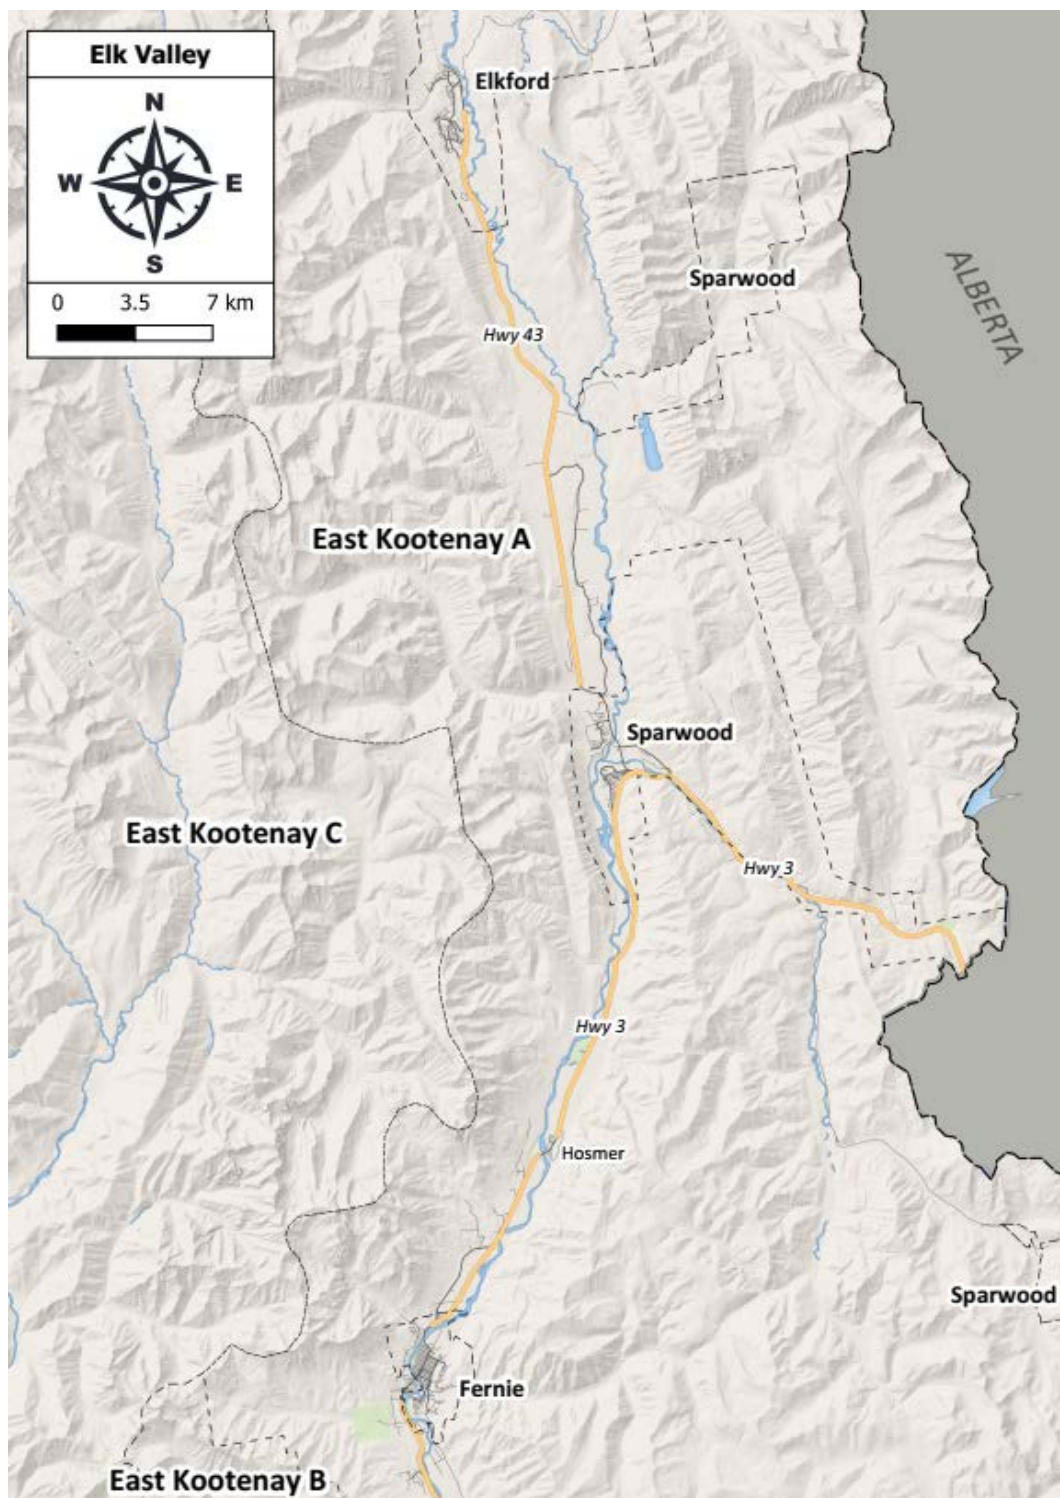 Elk Valley
N
W
E
S
0 3.5 7 km
Elkford
Sparwood
ALBERTA
Hwy 43
East Kootenay A
Sparwood
East Kootenay C
Hwy 3
Hwy 3
Hosmer
Sparwood
Fernie
East Kootenay B